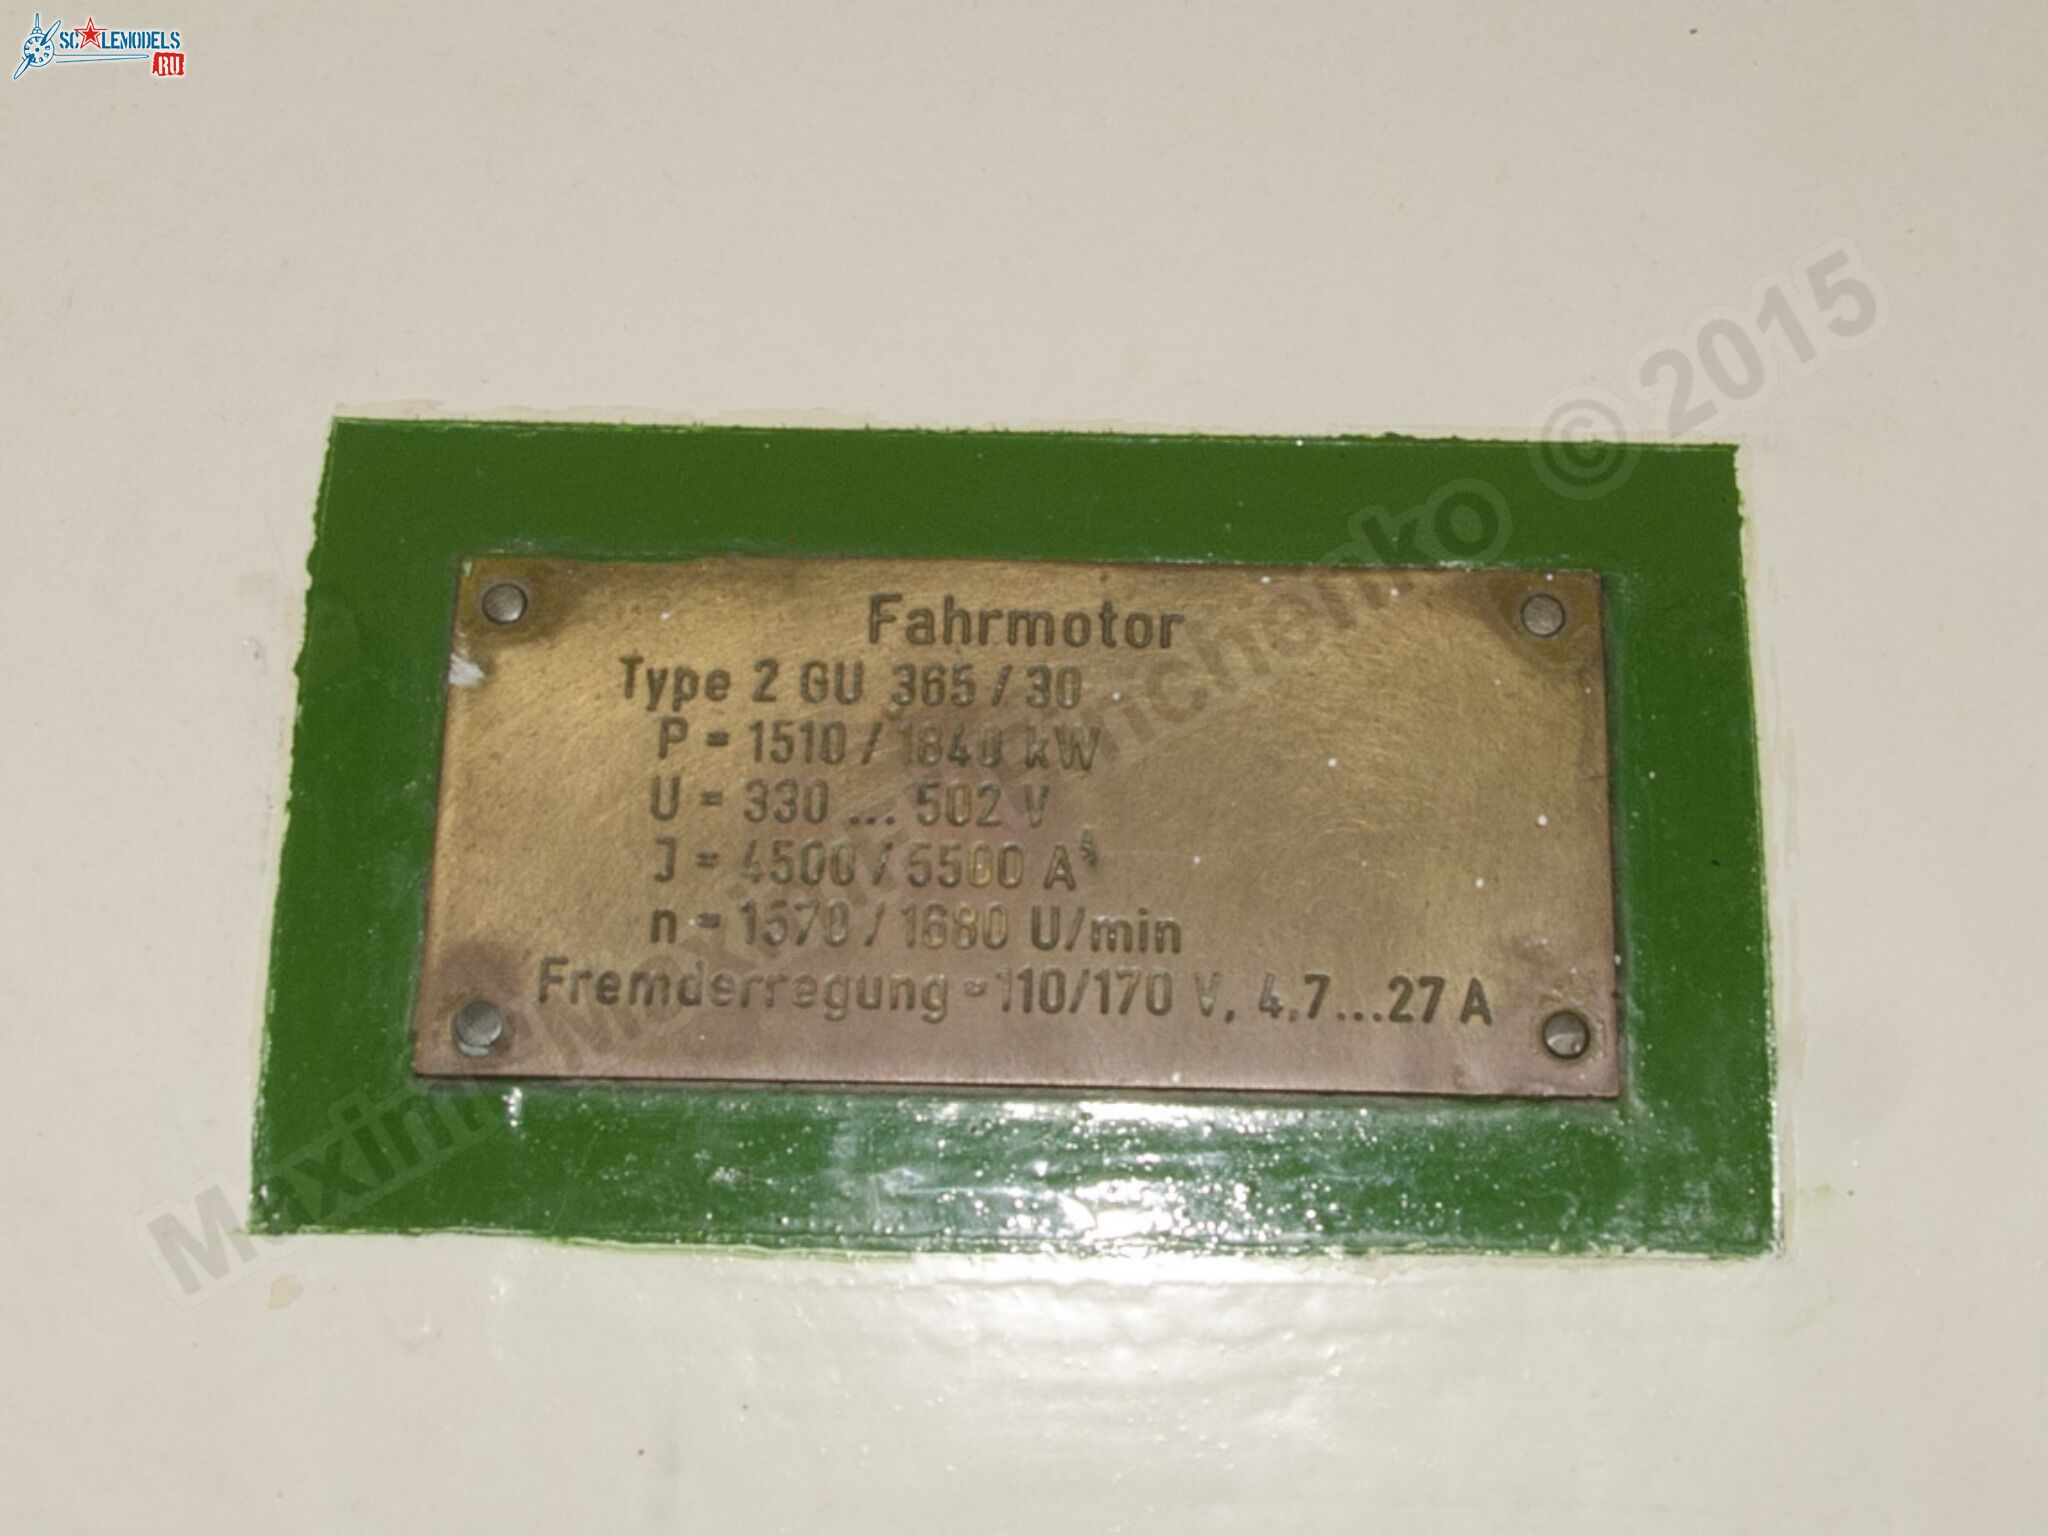 SCALEMODELS
RU
Fahrmotor
Type 2 GU 365 / 30
P = 1510 / 1840 kW
U = 330 ... 502 V
J = 4500 / 5500 A
n = 1570 / 1680 U/min
Fremderregung = 110/170 V, 4,7...27 A
© 2015